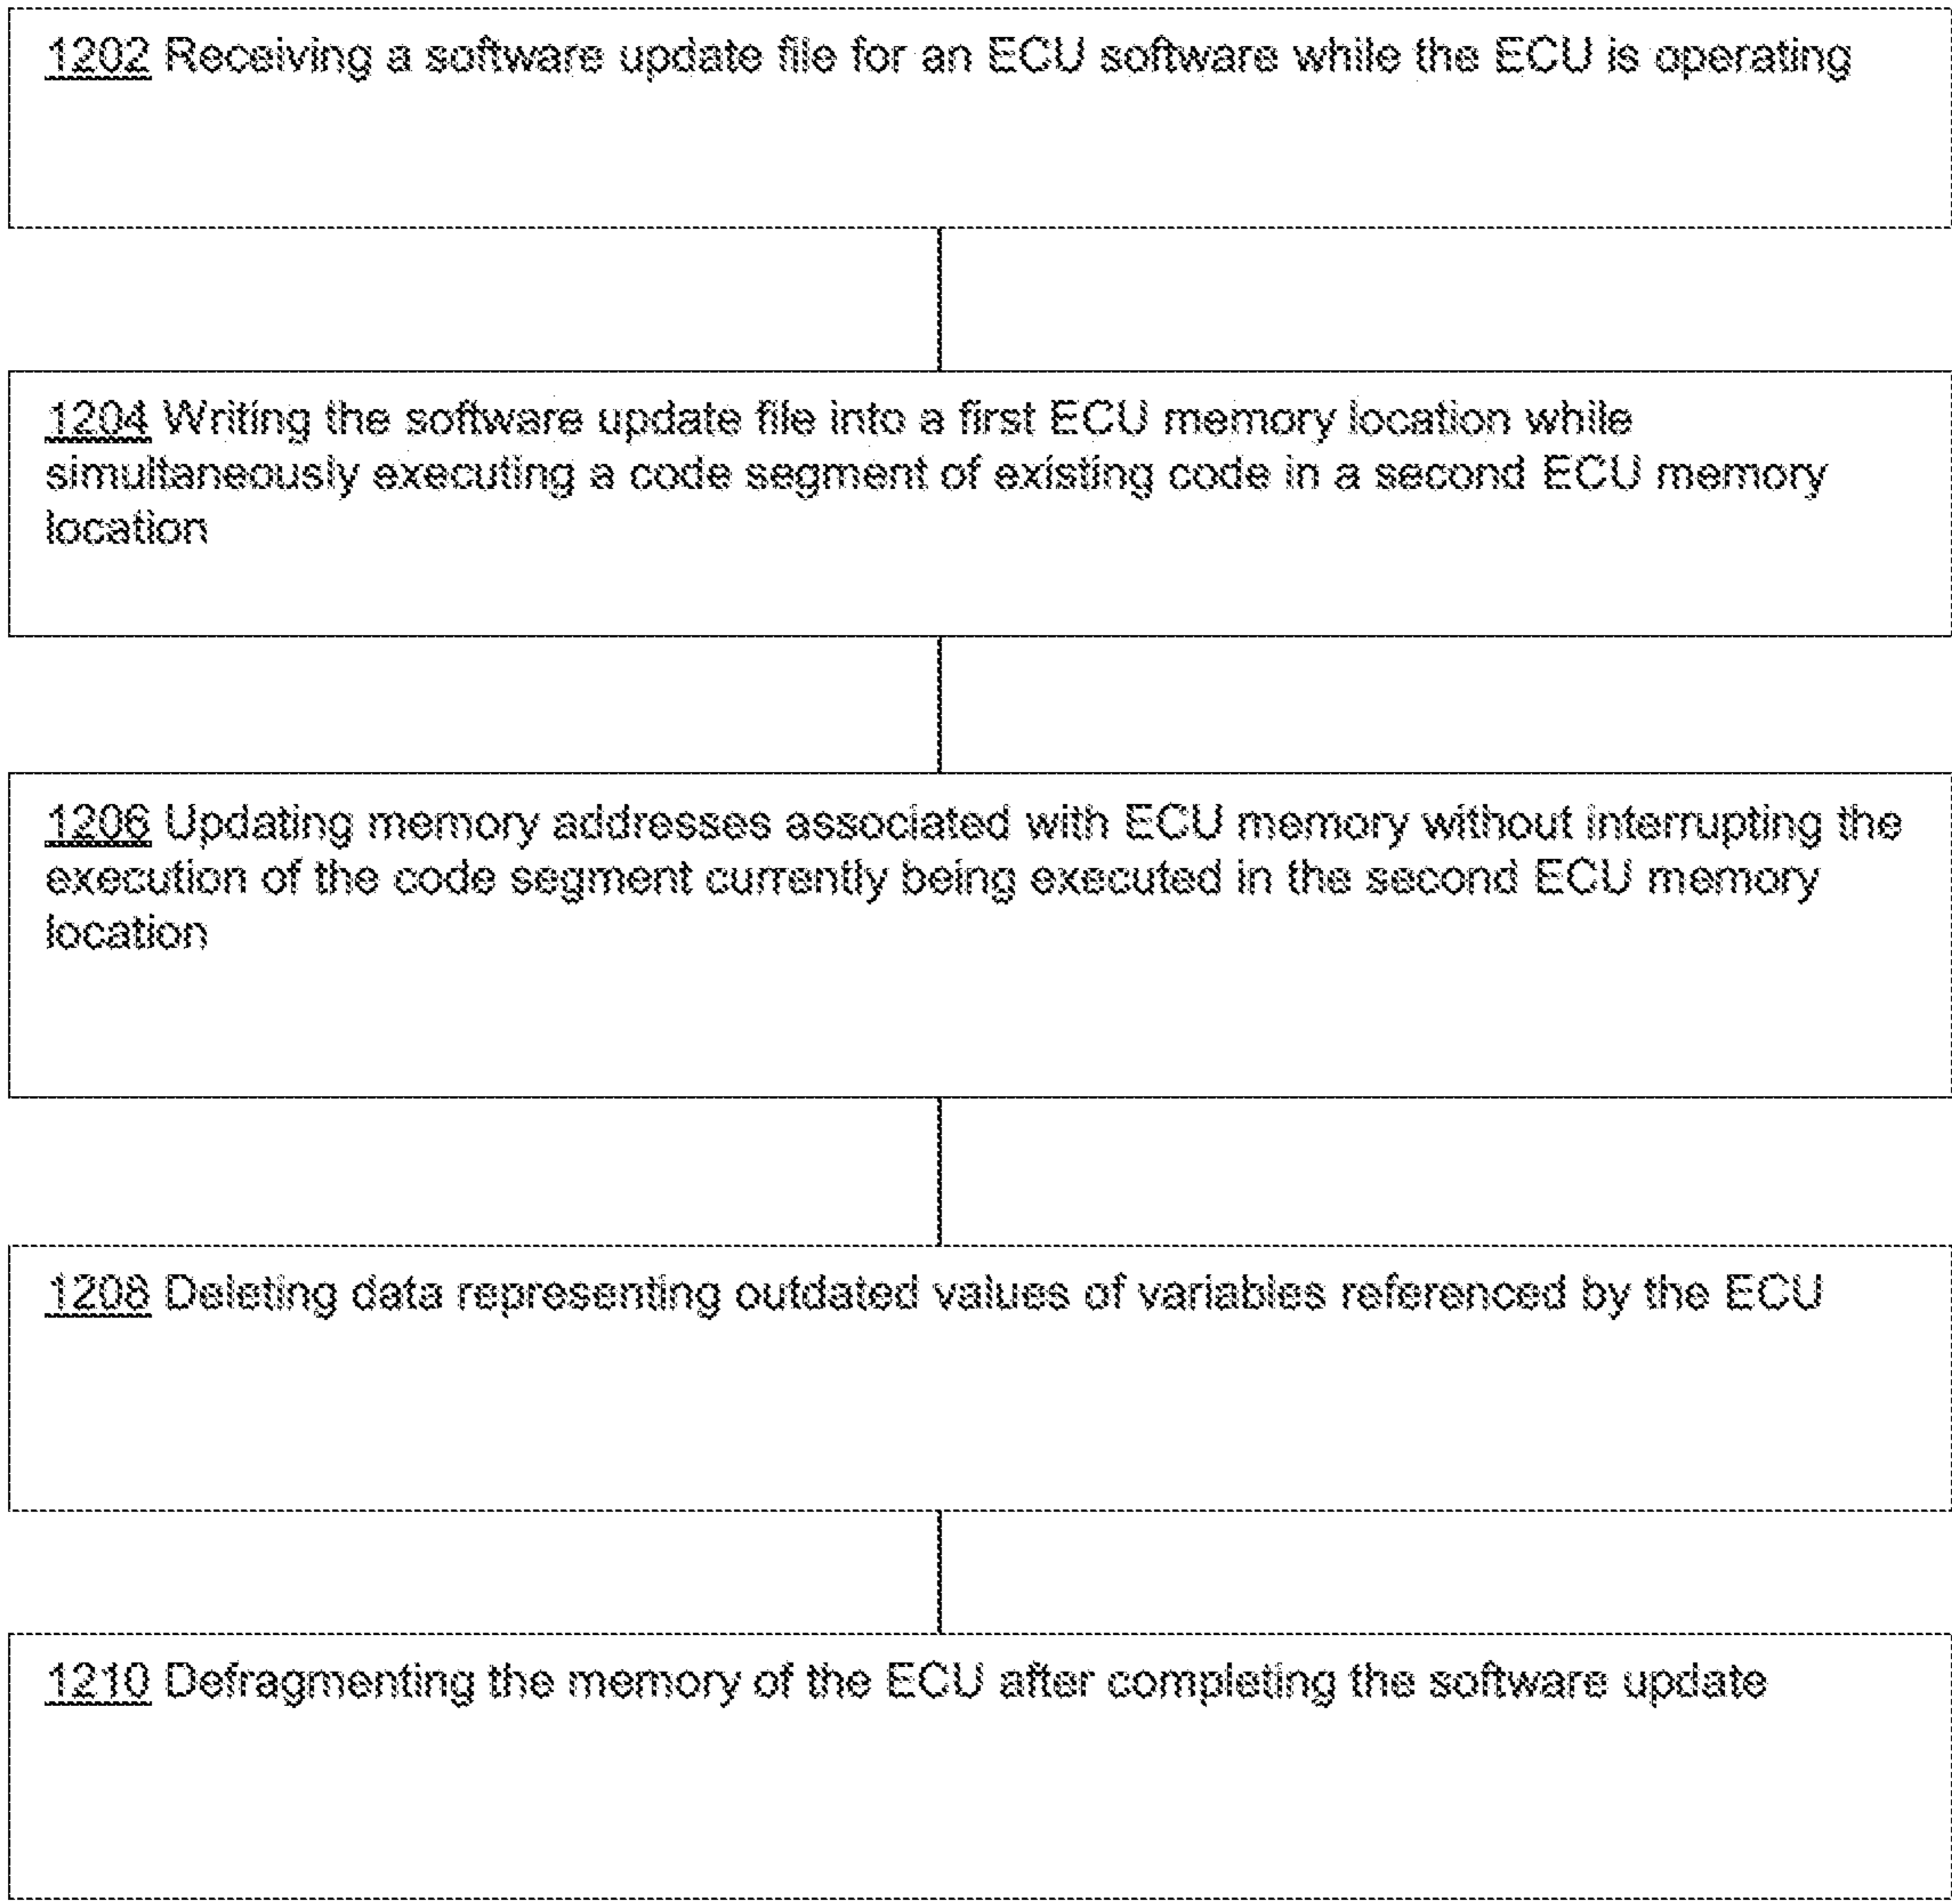 1202 Receiving a software update file for an ECU software while the ECU is operating
1204 Writing the software update file into a first ECU memory location while
simultaneously executing a code segment of existing code in a second ECU memory
location
1206 Updating memory addresses associated with ECU memory without interrupting the
execution of the code segment currently being executed in the second ECU memory
location
1208 Deleting data representing outdated values of variables referenced by the ECU
1210 Defragmenting the memory of the ECU after completing the software update